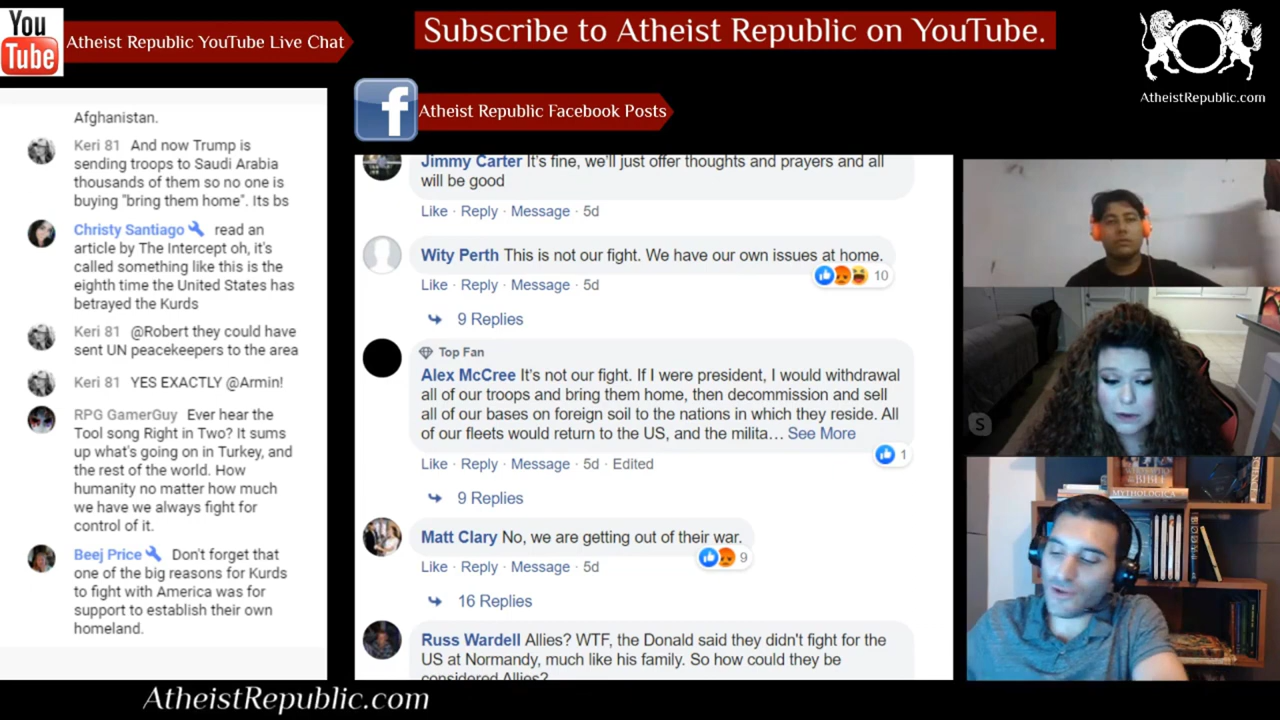 You
Tube
Atheist Republic YouTube Live Chat
Subscribe to Atheist Republic on YouTube.
AtheistRepublic.com
f
Atheist Republic Facebook Posts
Afghanistan.
Keri 81 And now Trump is
sending troops to Saudi Arabia
thousands of them so no one is
buying "bring them home". Its bs
Christy Santiago read an
article by The Intercept oh, it's
called something like this is the
eighth time the United States has
betrayed the Kurds
Keri 81 @Robert they could have
sent UN peacekeepers to the area
Keri 81 YES EXACTLY @Armin!
RPG GamerGuy Ever hear the
Tool song Right in Two? It sums
up what's going on in Turkey, and
the rest of the world. How
humanity no matter how much
we have we always fight for
control of it.
Beej Price Don't forget that
one of the big reasons for Kurds
to fight with America was for
support to establish their own
homeland.
Jimmy Carter It's fine, we'll just offer thoughts and prayers and all
will be good
Like · Reply · Message · 5d
Wity Perth This is not our fight. We have our own issues at home.
10
Like · Reply · Message · 5d
9 Replies
Top Fan
Alex McCree It's not our fight. If I were president, I would withdrawal
all of our troops and bring them home, then decommission and sell
all of our bases on foreign soil to the nations in which they reside. All
of our fleets would return to the US, and the milita… See More
1
Like · Reply · Message · 5d · Edited
9 Replies
Matt Clary No, we are getting out of their war.
9
Like · Reply · Message · 5d
16 Replies
Russ Wardell Allies? WTF, the Donald said they didn't fight for the
US at Normandy, much like his family. So how could they be
considered Allies?
S
BIBLE
MYTHOLOGICA
AtheistRepublic.com